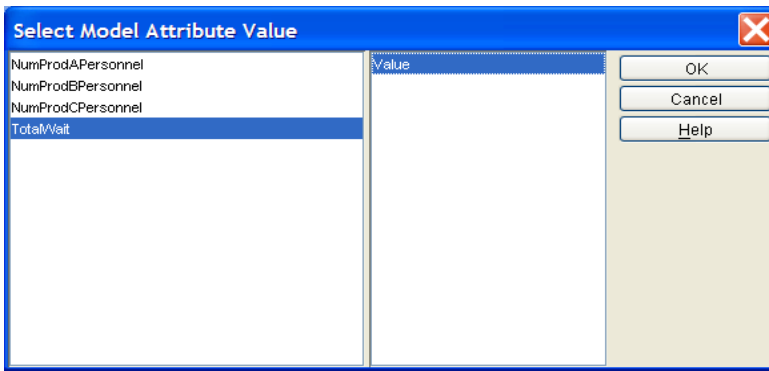 Select Model Attribute Value
NumProdAPersonnel
NumProdBPersonnel
NumProdCPersonnel
TotalWait
Value
OK
Cancel
Help